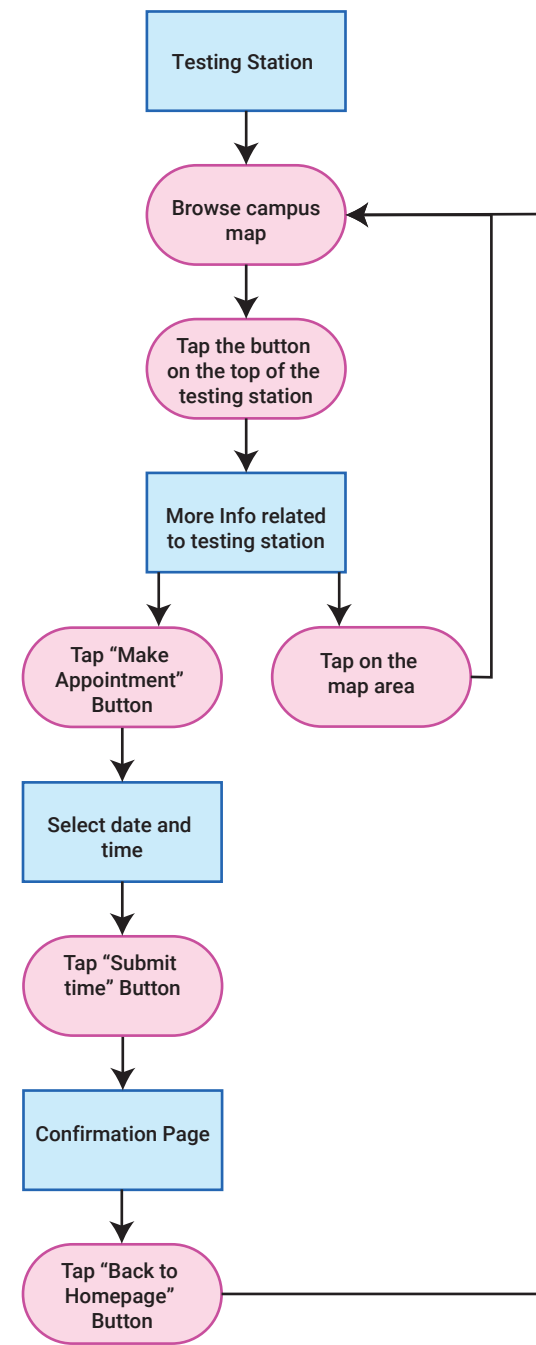 Testing Station
Browse campus
map
Tap the button
on the top of the
testing station
More Info related
to testing station
Tap “Make
Appointment”
Button
Tap on the
map area
Select date and
time
Tap “Submit
time” Button
Confirmation Page
Tap “Back to
Homepage”
Button